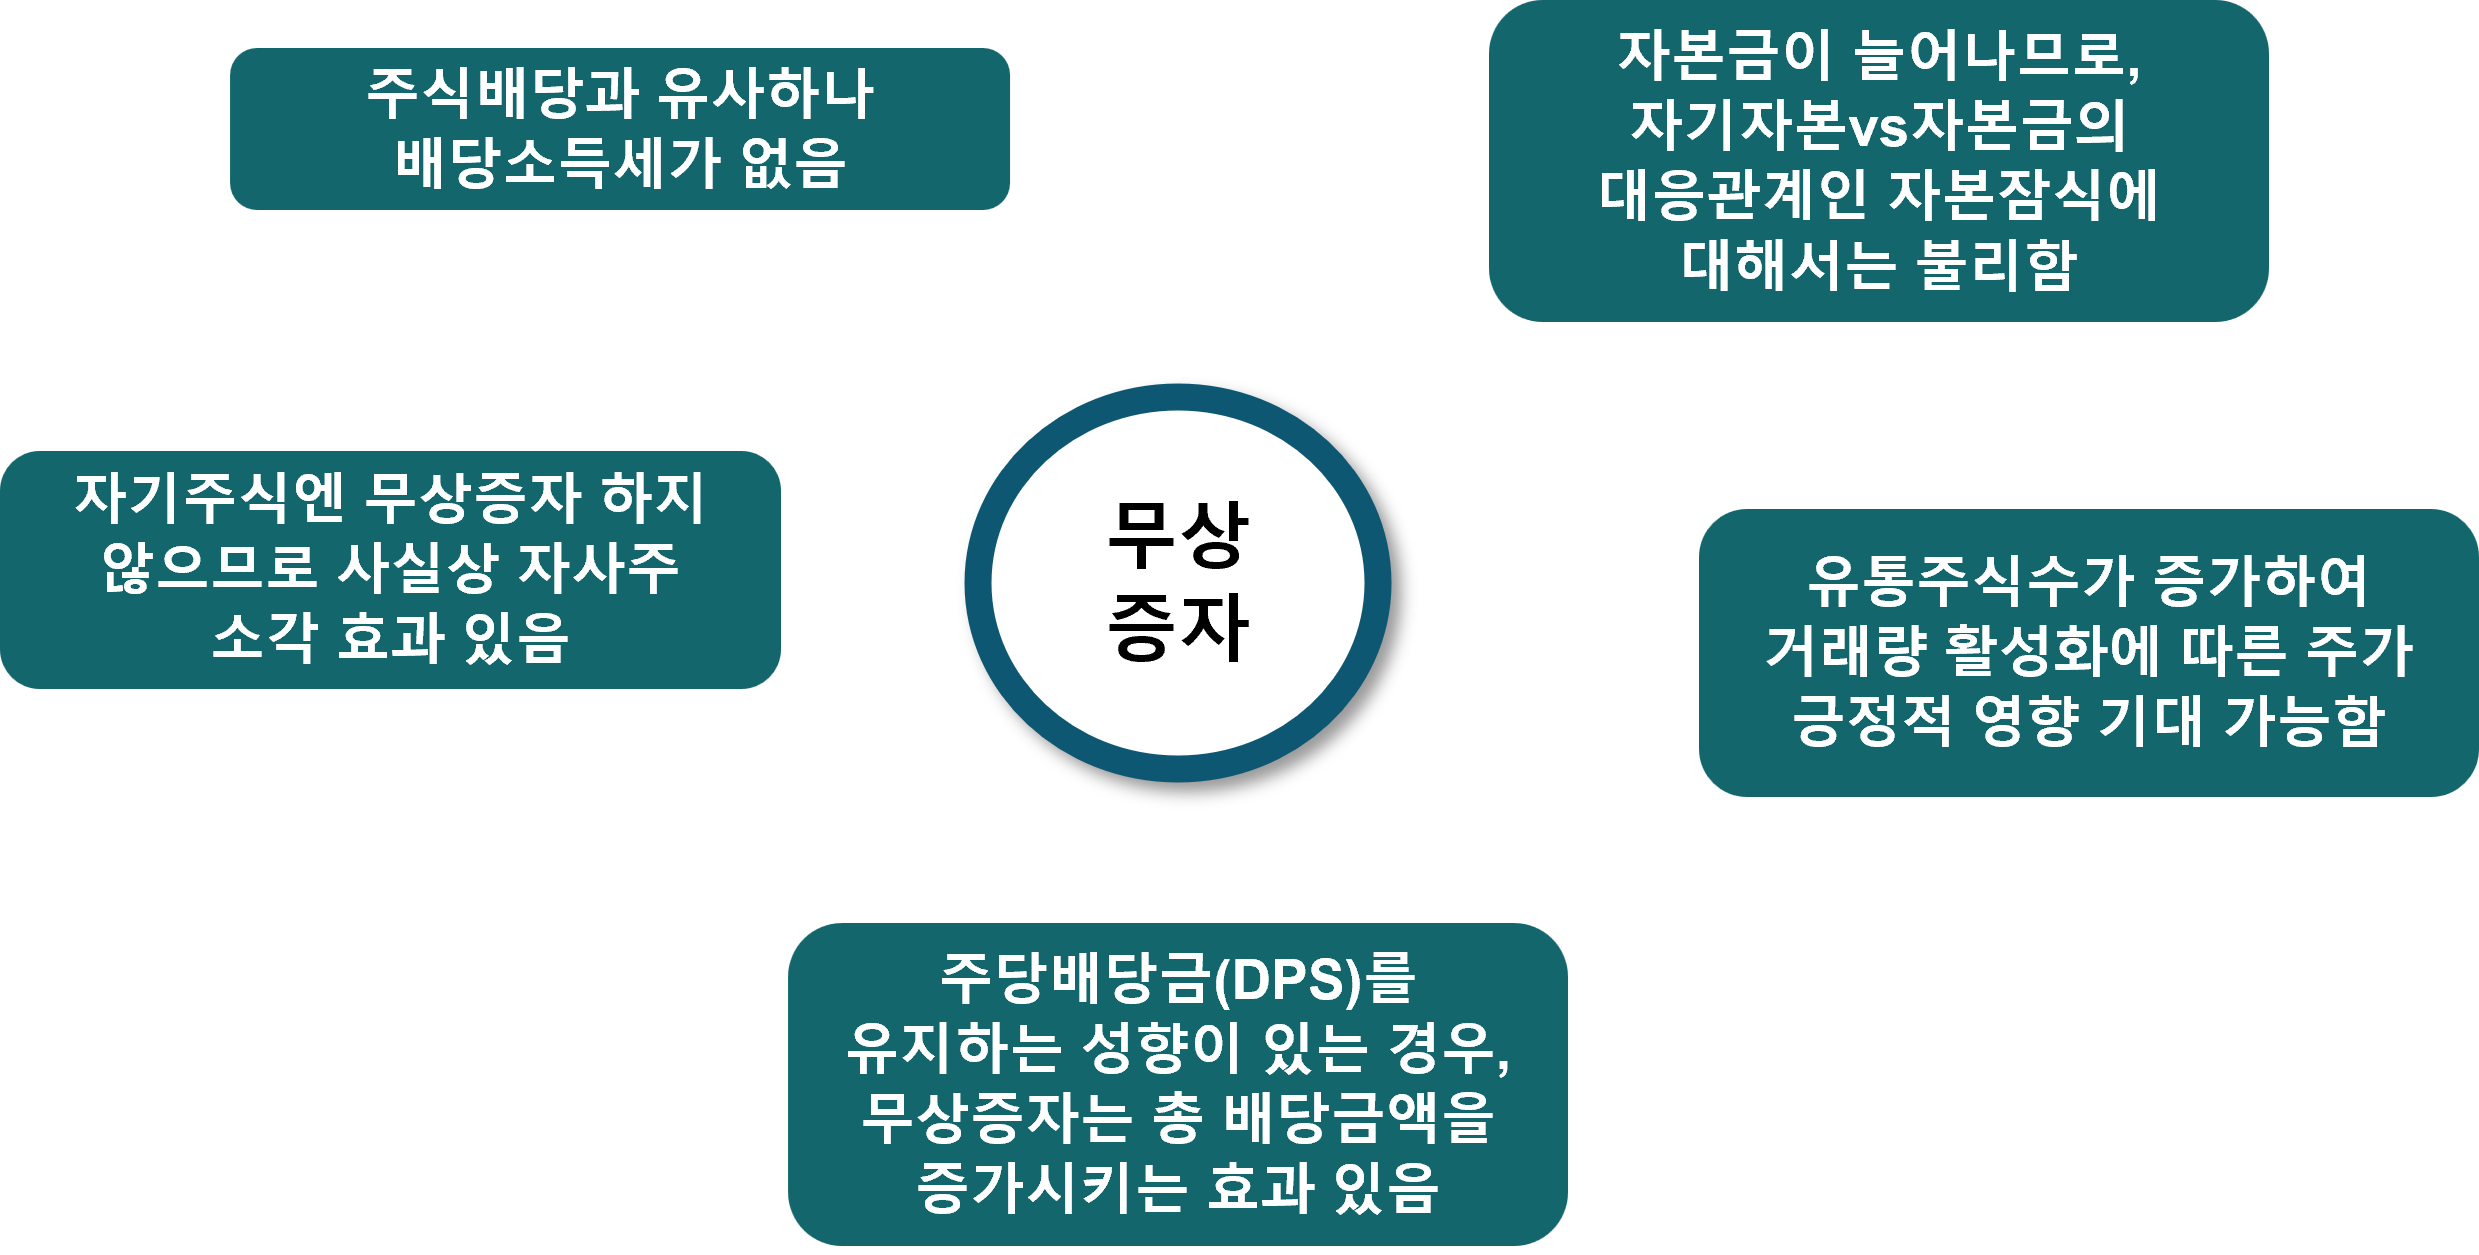 주식배당과 유사하나
배당소득세가 없음
자본금이 늘어나므로,
자기자본vs자본금의
대응관계인 자본잠식에
대해서는 불리함
자기주식엔 무상증자 하지
않으므로 사실상 자사주
소각 효과 있음
무상
증자
유통주식수가 증가하여
거래량 활성화에 따른 주가
긍정적 영향 기대 가능함
주당배당금(DPS)를
유지하는 성향이 있는 경우,
무상증자는 총 배당금액을
증가시키는 효과 있음